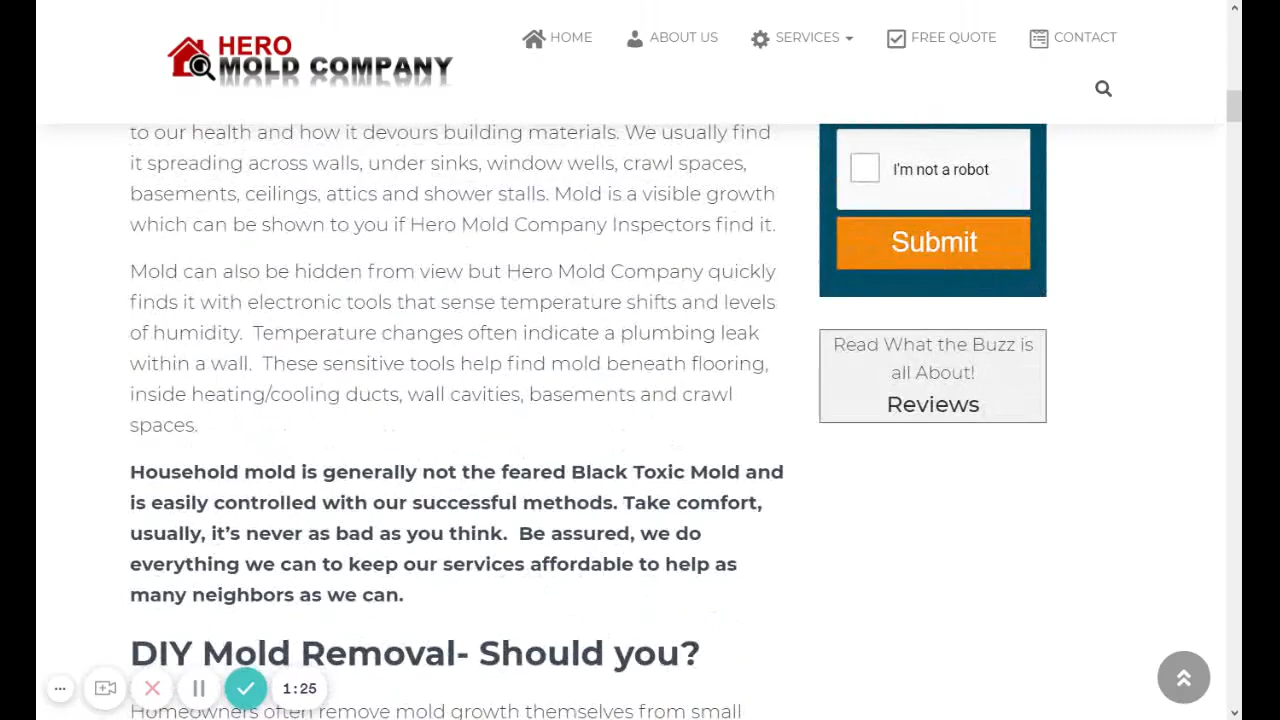 HERO
MOLD COMPANY
HOME
ABOUT US
SERVICES
FREE QUOTE
CONTACT
to our health and how it devours building materials. We usually find
it spreading across walls, under sinks, window wells, crawl spaces,
basements, ceilings, attics and shower stalls. Mold is a visible growth
which can be shown to you if Hero Mold Company Inspectors find it.
Mold can also be hidden from view but Hero Mold Company quickly
finds it with electronic tools that sense temperature shifts and levels
of humidity.  Temperature changes often indicate a plumbing leak
within a wall.  These sensitive tools help find mold beneath flooring,
inside heating/cooling ducts, wall cavities, basements and crawl
spaces.
Household mold is generally not the feared Black Toxic Mold and
is easily controlled with our successful methods. Take comfort,
usually, it’s never as bad as you think.  Be assured, we do
everything we can to keep our services affordable to help as
many neighbors as we can.
DIY Mold Removal- Should you?
Homeowners often remove mold growth themselves from small
I'm not a robot
Submit
Read What the Buzz is
all About!
Reviews
1:25